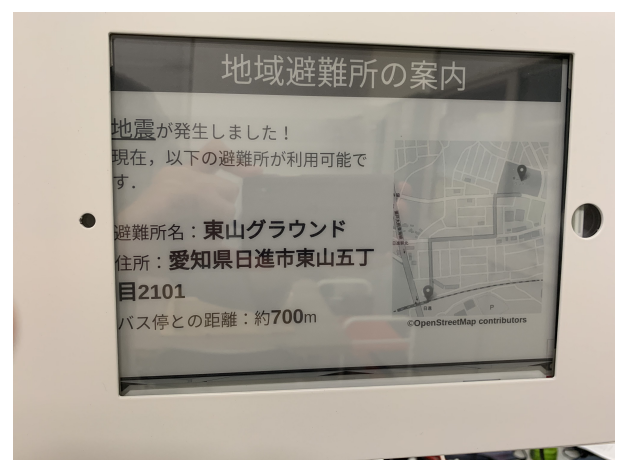 地域避難所の案内
地震が発生しました！
現在，以下の避難所が利用可能で
す．
避難所名：東山グラウンド
住所：愛知県日進市東山五丁
目2101
バス停との距離：約700m
©OpenStreetMap contributors